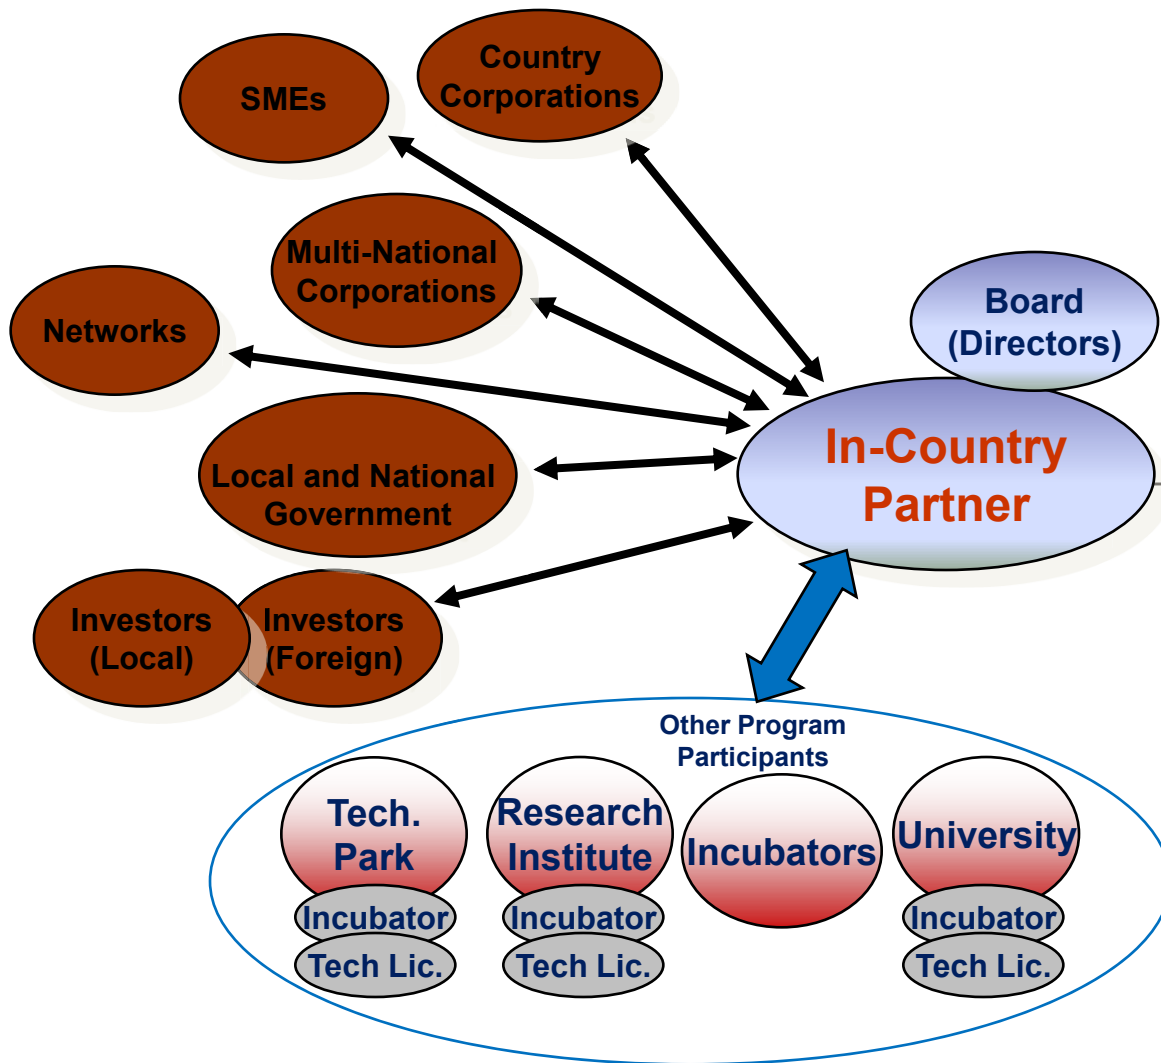 SMEs
Country
Corporations
Multi-National
Corporations
Networks
Board
(Directors)
In-Country
Partner
Local and National
Government
Investors
(Local)
Investors
(Foreign)
Other Program
Participants
Tech.
Park
Incubator
Tech Lic.
Research
Institute
Incubator
Tech Lic.
Incubators
University
Incubator
Tech Lic.